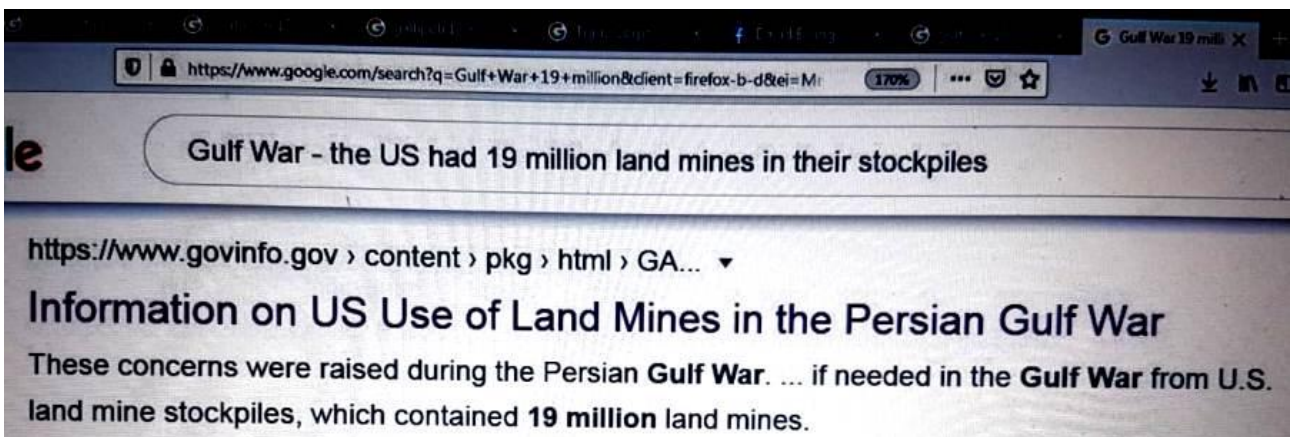 G Gulf War 19 milli
https://www.google.com/search?q=Gulf+War+19+million&client=firefox-b-d&ei=M 170%
le
Gulf War - the US had 19 million land mines in their stockpiles
https://www.govinfo.gov › content › pkg › html › GA...
Information on US Use of Land Mines in the Persian Gulf War
These concerns were raised during the Persian Gulf War. ... if needed in the Gulf War from U.S.
land mine stockpiles, which contained 19 million land mines.